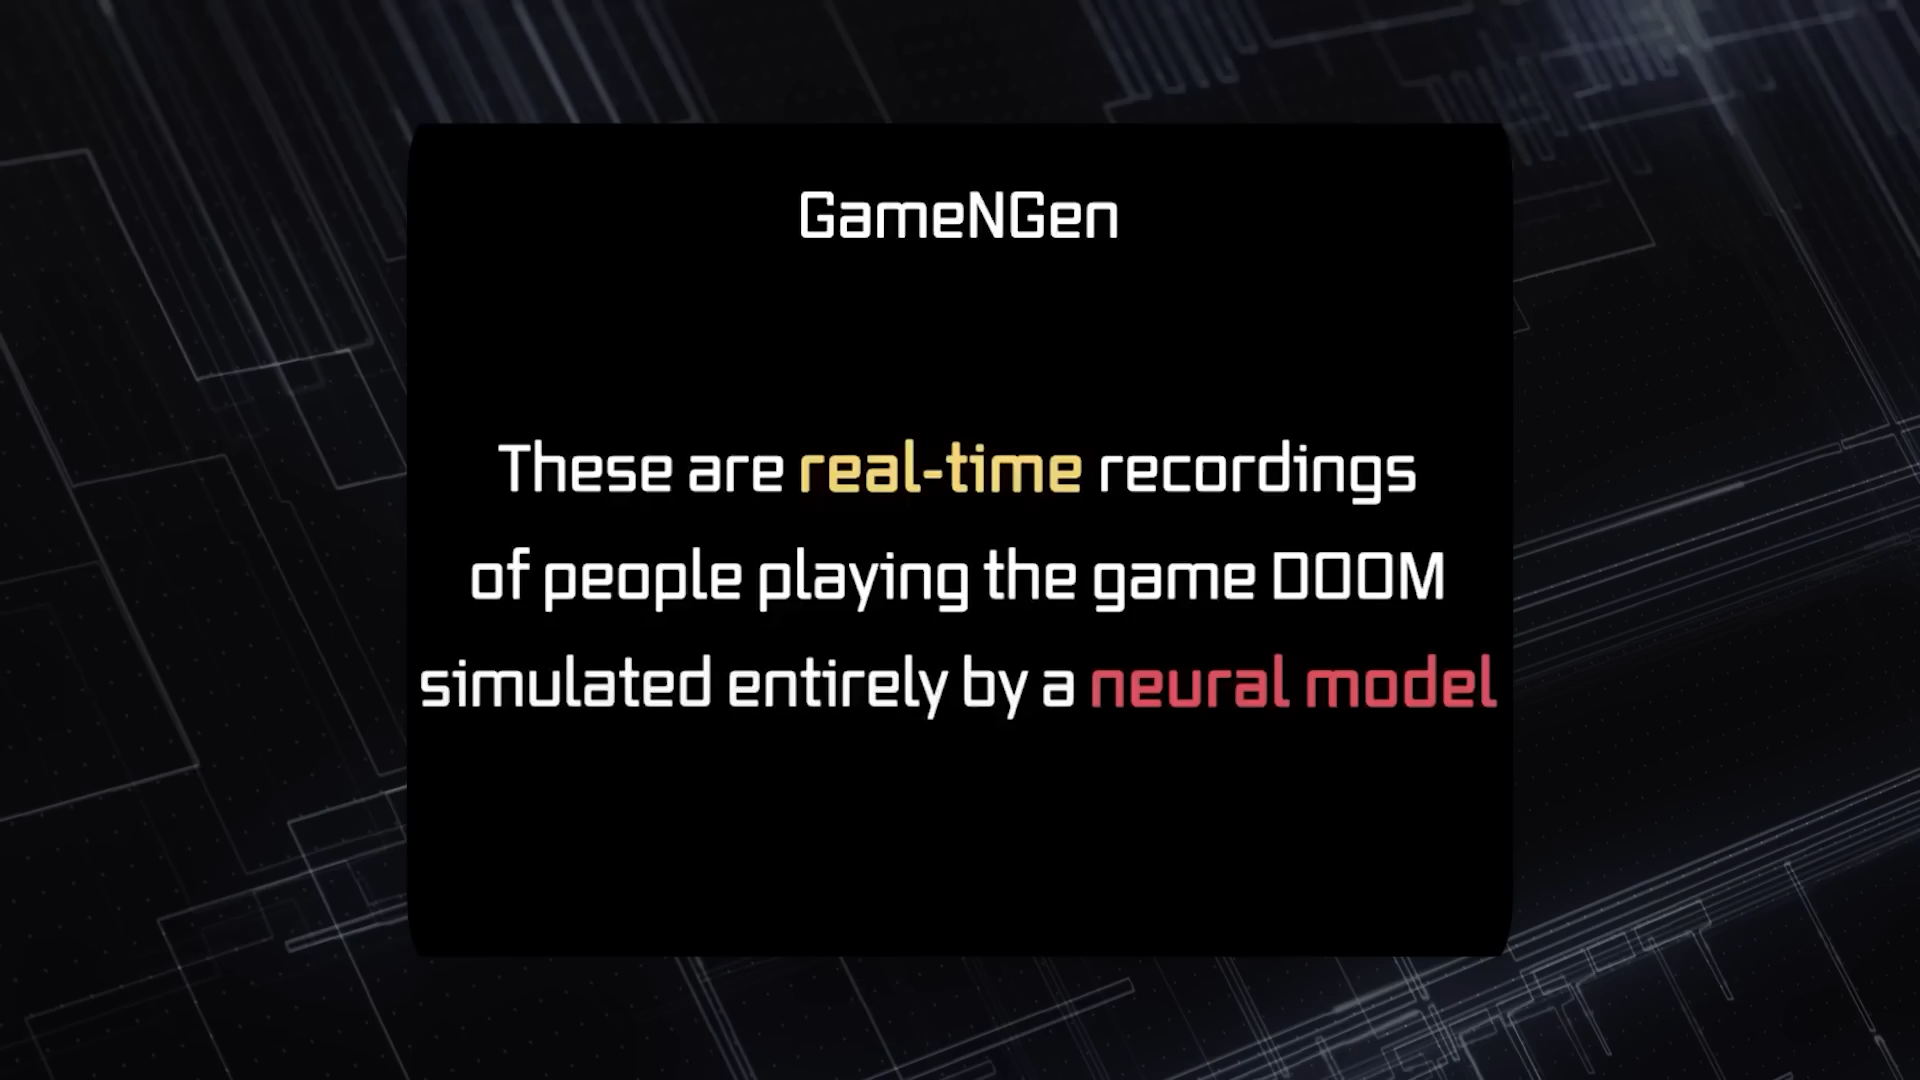 GameNGen
These are real-time recordings
of people playing the game DOOM
simulated entirely by a neural model